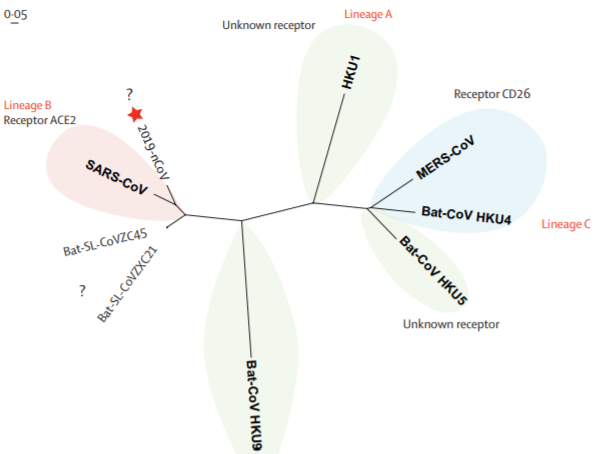 0·05
Lineage A
Unknown receptor
HKU1
?
Lineage B
Receptor ACE2
2019-nCoV
SARS-CoV
Receptor CD26
MERS-CoV
Bat-CoV HKU4
Lineage C
Bat-SL-CoVZC45
Bat-CoV HKU5
?
Bat-SL-CoVZXC21
Unknown receptor
Bat-CoV HKU9